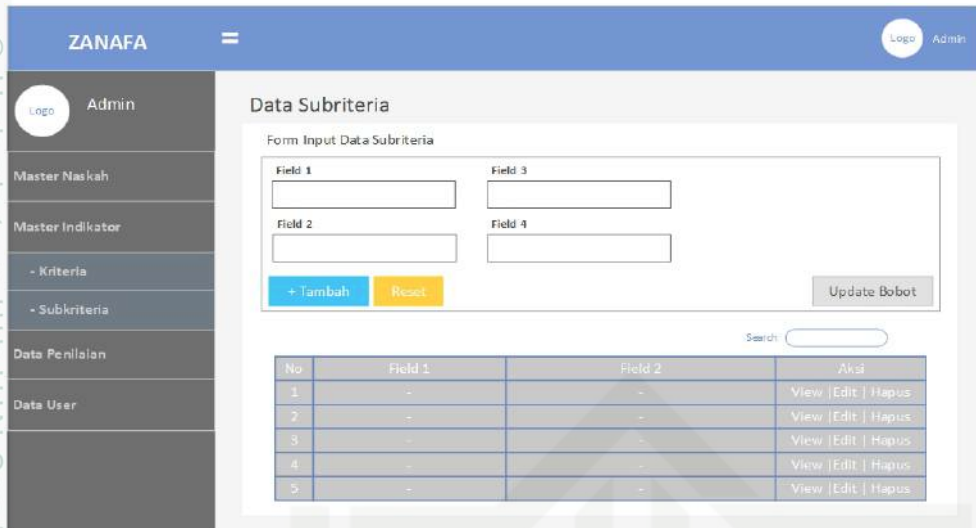 ZANAFA
=
Logo Admin
Logo Admin
Master Naskah
Master Indikator
- Kriteria
- Subkriteria
Data Penilaian
Data User
Data Subriteria
Form Input Data Subriteria
Field 1 Field 3
Field 2 Field 4
+ Tambah Reset Update Bobot
Search
No Field 1 Field 2 Aksi
1 - - View |Edit | Hapus
2 - - View |Edit | Hapus
3 - - View |Edit | Hapus
4 - - View |Edit | Hapus
5 - - View |Edit | Hapus